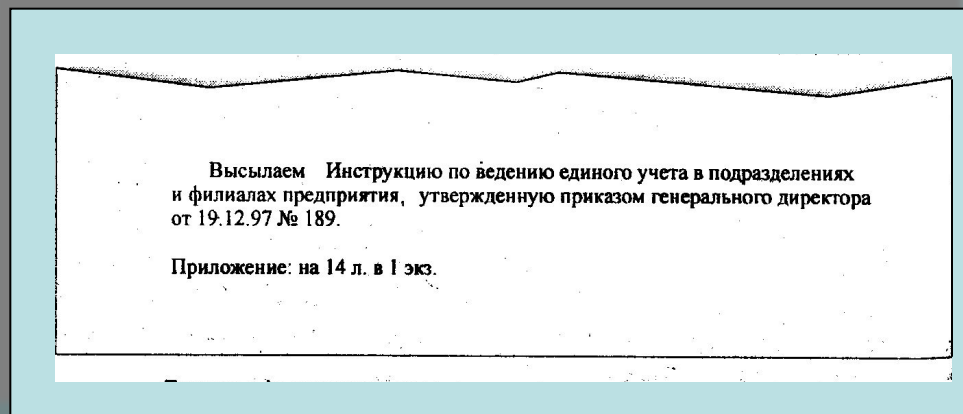 Высылаем Инструкцию по ведению единого учета в подразделениях
и филиалах предприятия, утвержденную приказом генерального директора
от 19.12.97 № 189.
Приложение: на 14 л. в 1 экз.